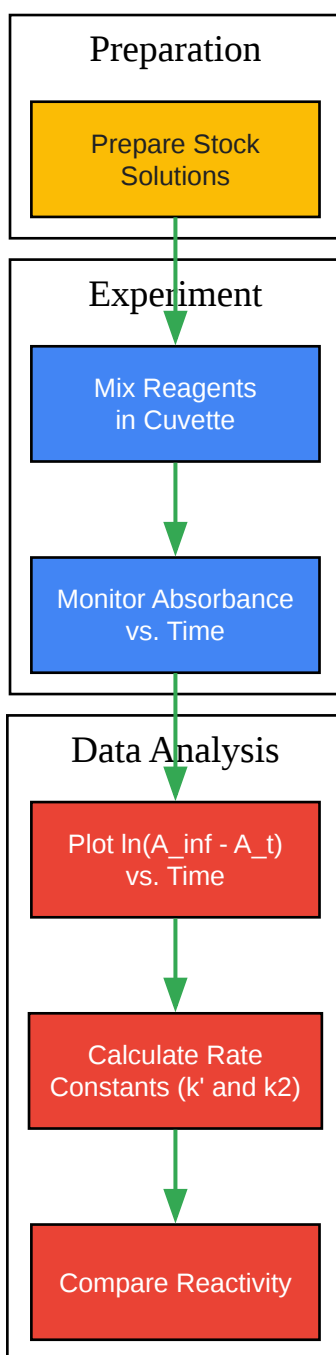 Preparation
Prepare Stock
Solutions
Experiment
Mix Reagents
in Cuvette
Monitor Absorbance
vs. Time
Data Analysis
Plot ln(A_inf - A_t)
vs. Time
Calculate Rate
Constants (k' and k2)
Compare Reactivity